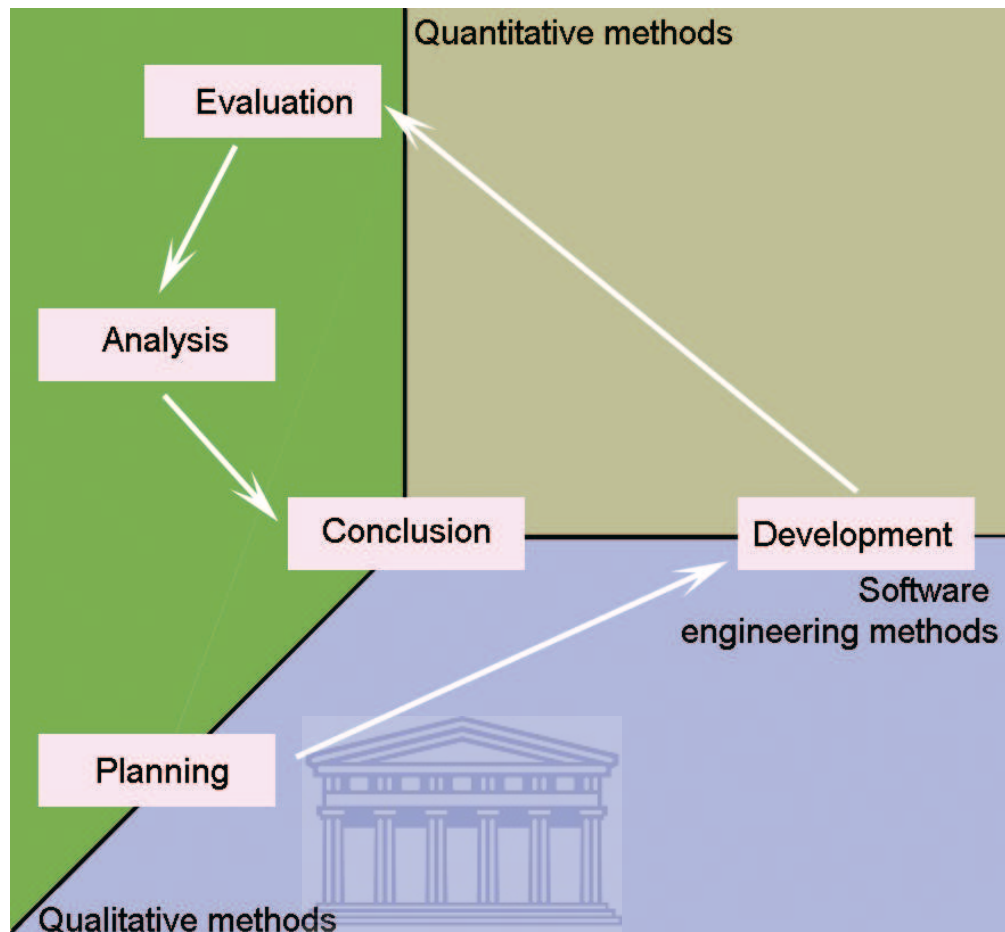 Quantitative methods
Evaluation
Analysis
Conclusion
Development
Software
engineering methods
Planning
Qualitative methods